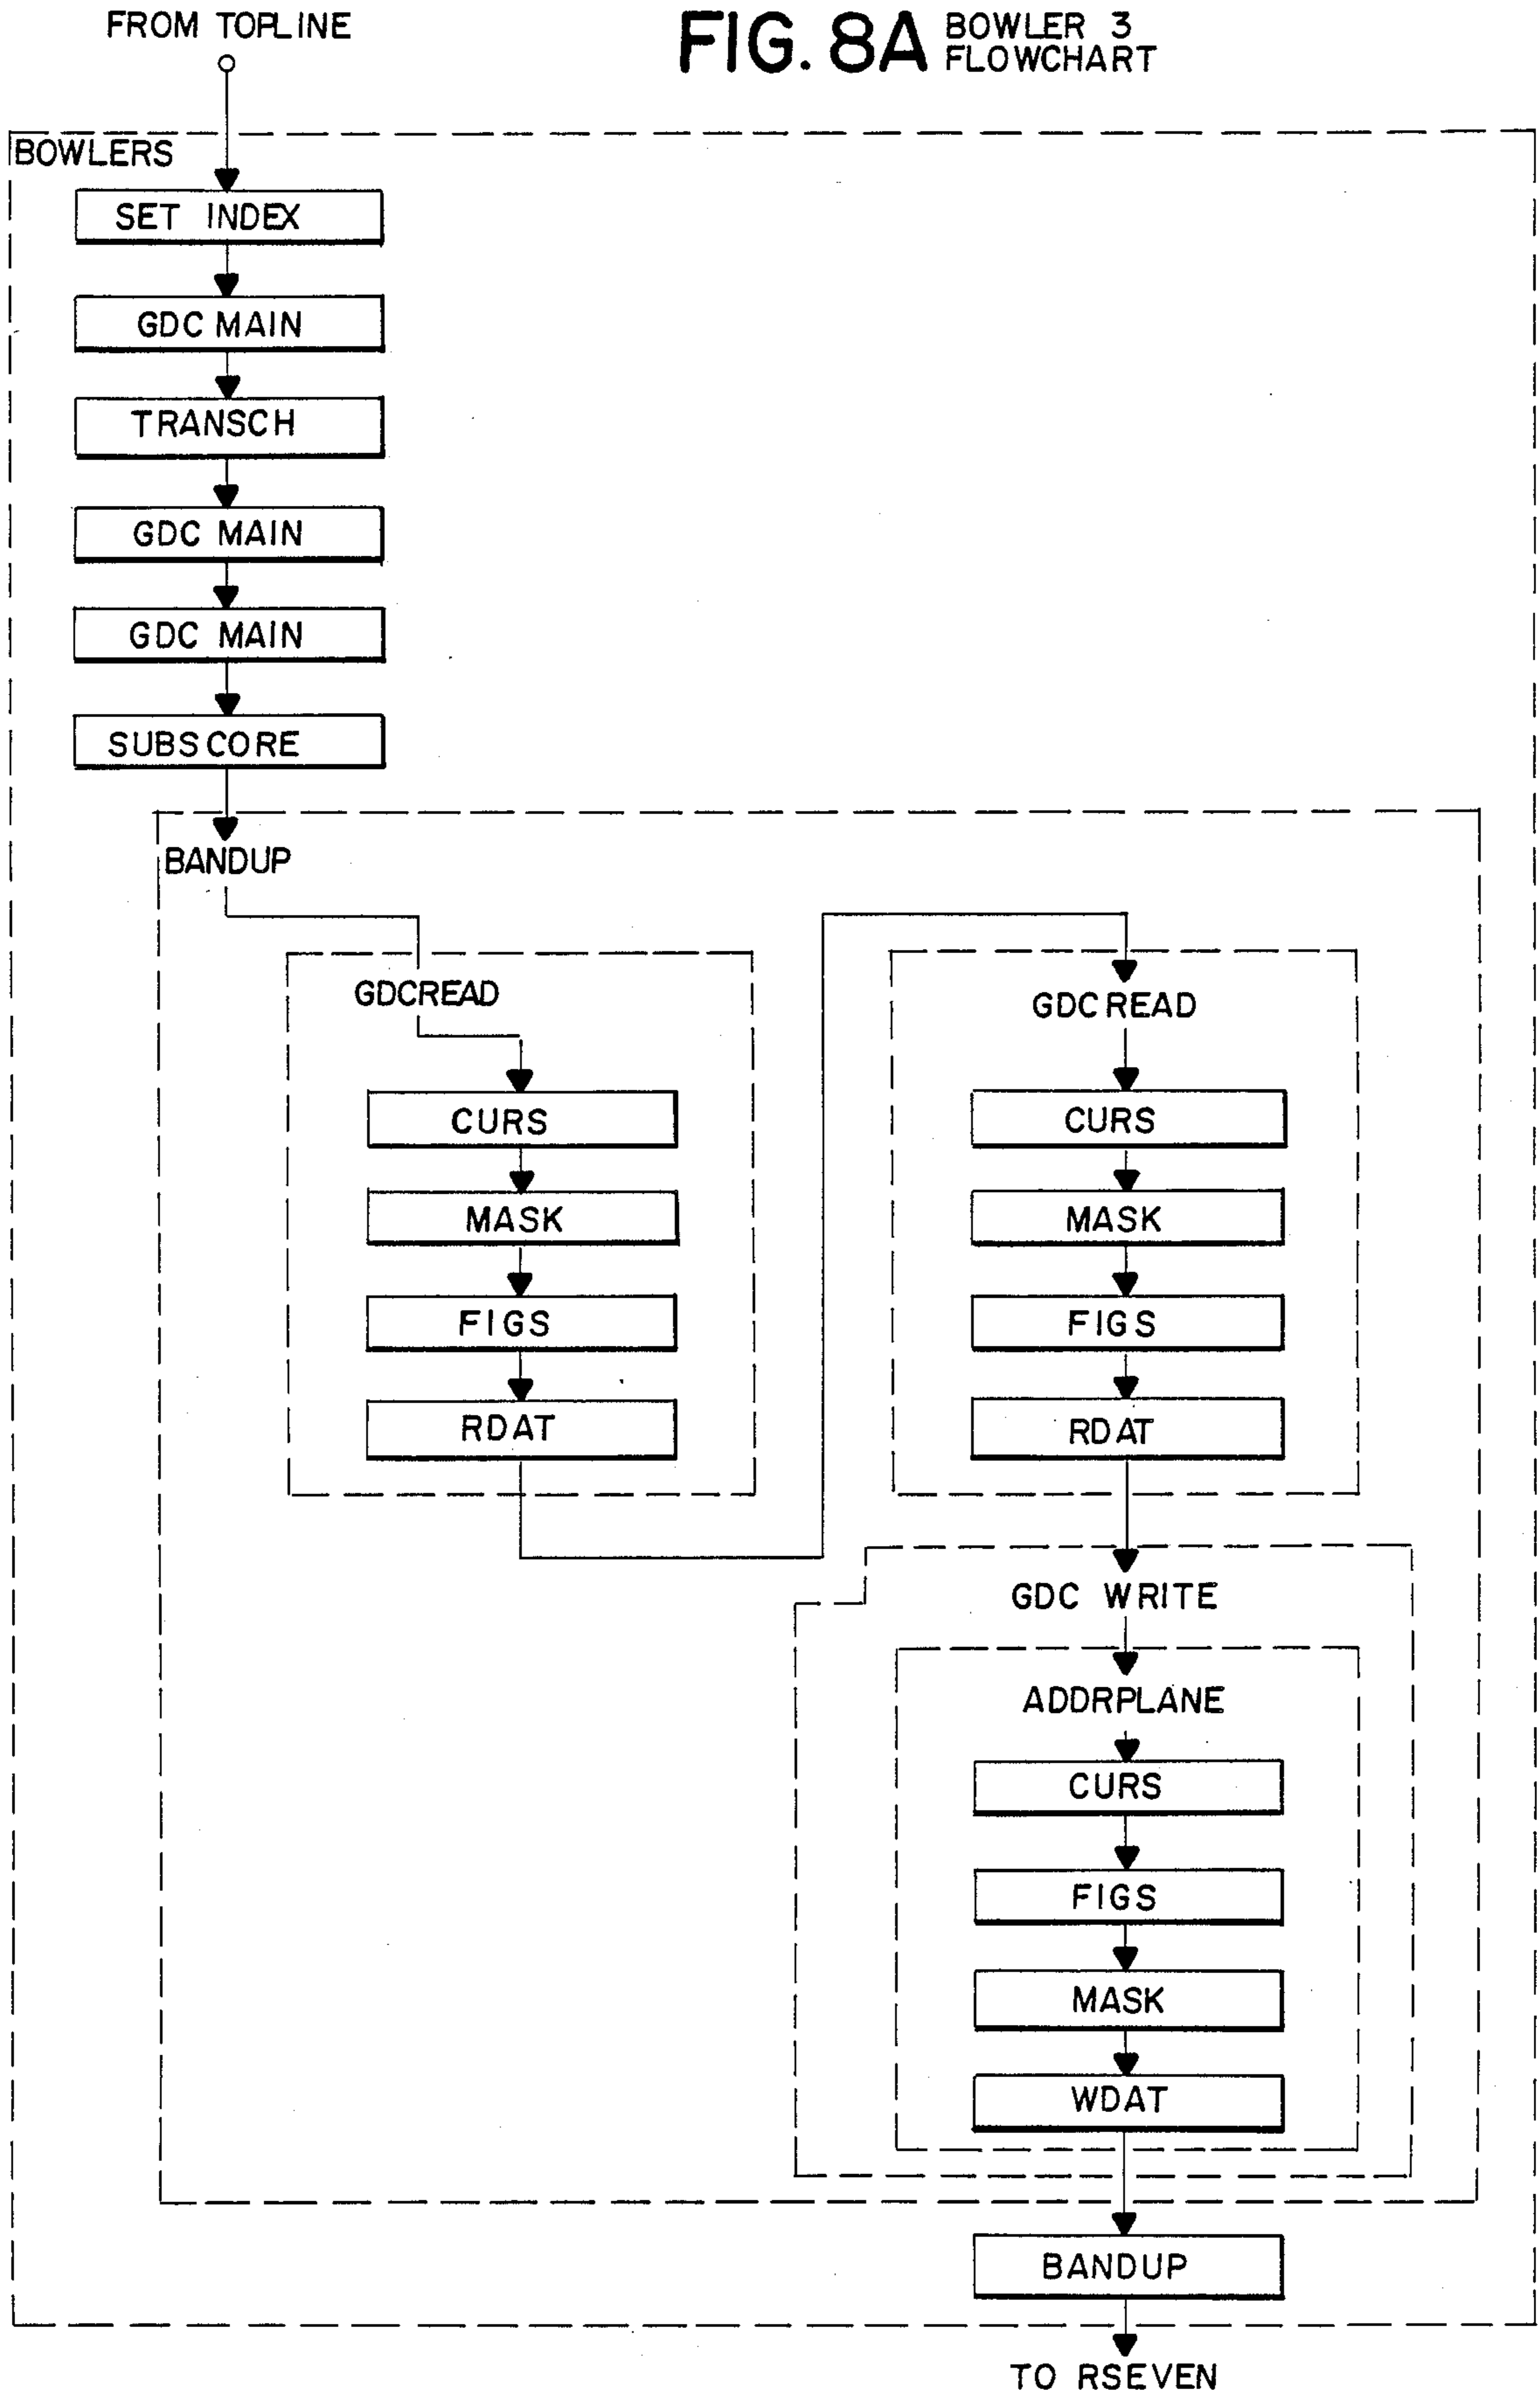 FROM TOPLINE
FIG. 8A BOWLER 3
FLOWCHART
BOWLERS
SET INDEX
GDC MAIN
TRANSCH
GDC MAIN
GDC MAIN
SUBSCORE
BANDUP
GDCREAD
CURS
MASK
FIGS
RDAT
GDCREAD
CURS
MASK
FIGS
RDAT
GDC WRITE
ADDRPLANE
CURS
FIGS
MASK
WDAT
BANDUP
TO RSEVEN